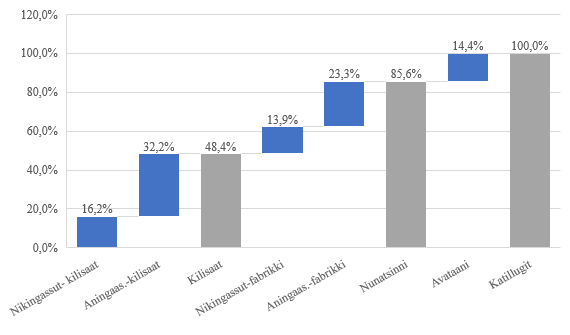 120,0%
100,0%
80,0%
60,0%
40,0%
20,0%
0,0%
16,2%
32,2%
48,4%
13,9%
23,3%
85,6%
14,4%
100,0%
Nikingassut- kilisaat
Aningaas.-kilisaat
Kilisaat
Nikingassut-fabrikki
Aningaas.-fabrikki
Nunatsinni
Avataani
Katillugit